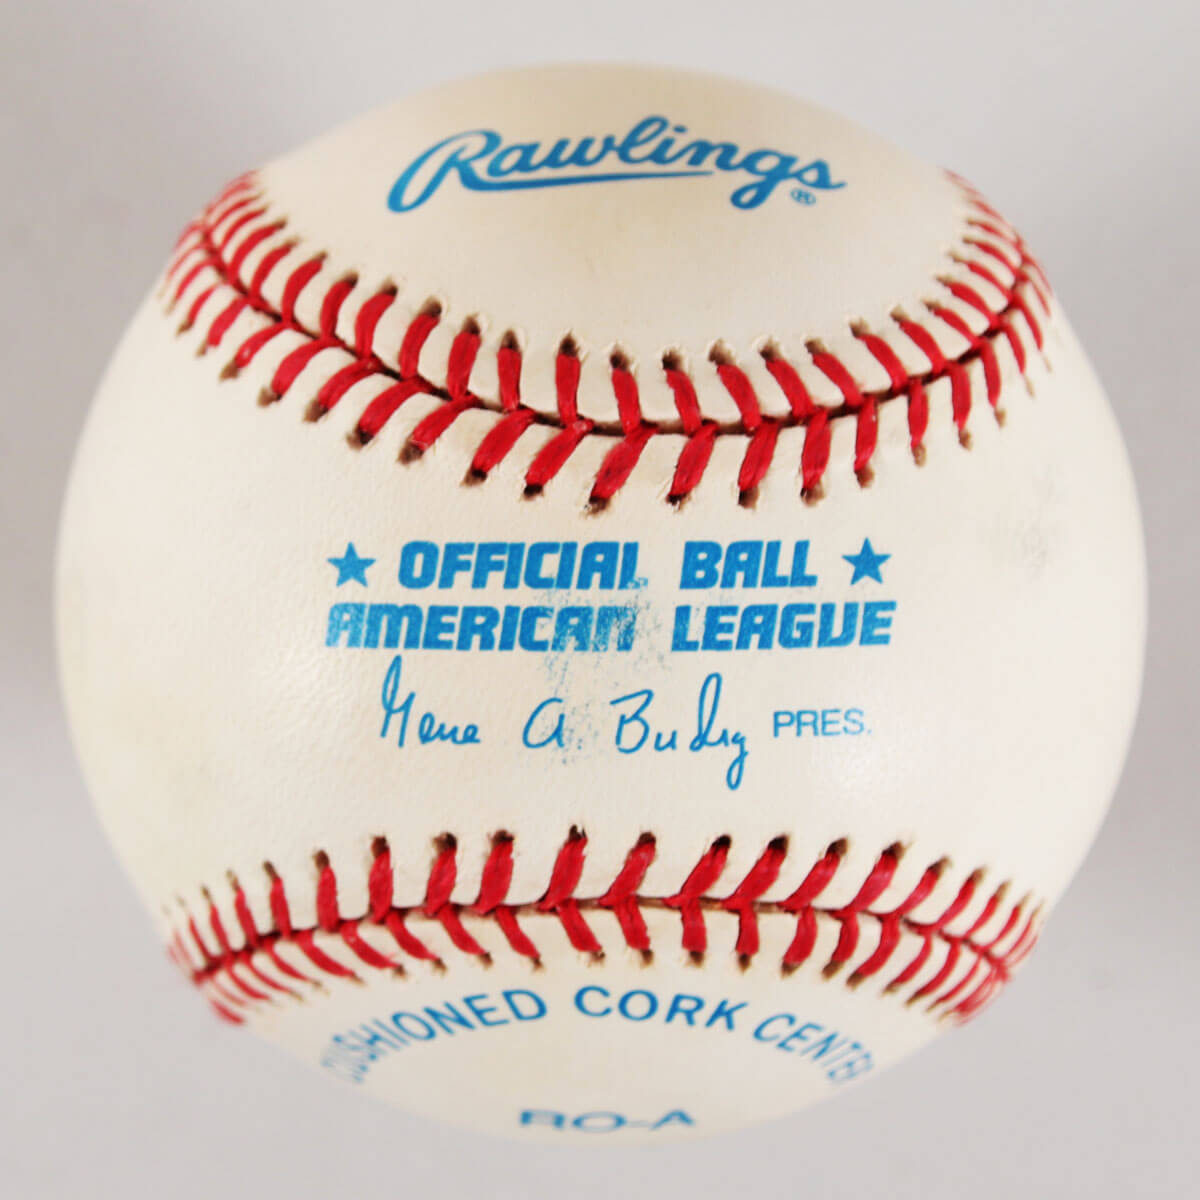 Rawlings®
★ OFFICIAL BALL ★
AMERICAN LEAGUE
Gene A. Budig PRES.
CUSHIONED CORK CENTER
RO-A